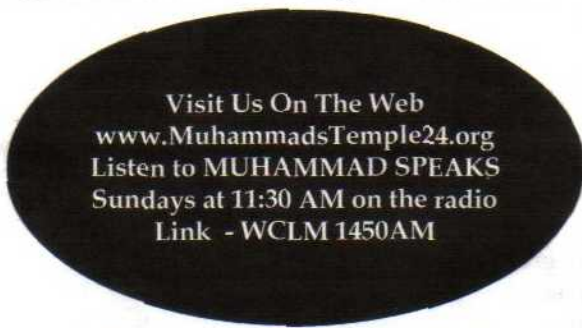 Visit Us On The Web
www.MuhammadsTemple24.org
Listen to MUHAMMAD SPEAKS
Sundays at 11:30 AM on the radio
Link - WCLM 1450AM